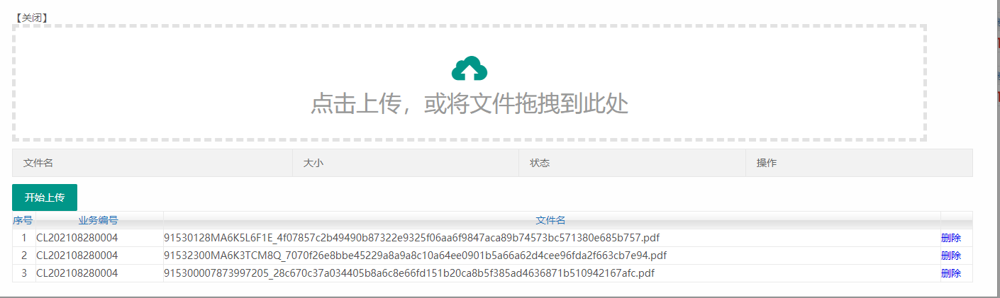 【关闭】
点击上传，或将文件拖拽到此处
文件名 大小 状态 操作
开始上传
序号 业务编号 文件名
1 CL202108280004 91530128MA6K5L6F1E_4f07857c2b49490b87322e9325f06aa6f9847aca89b74573bc571380e685b757.pdf 删除
2 CL202108280004 91532300MA6K3TCM8Q_7070f26e8bbe45229a8a9a8c10a64ee0901b5a66a62d4cee96fda2f663cb7e94.pdf 删除
3 CL202108280004 915300007873997205_28c670c37a034405b8a6c8e66fd151b20ca8b5f385ad4636871b510942167afc.pdf 删除